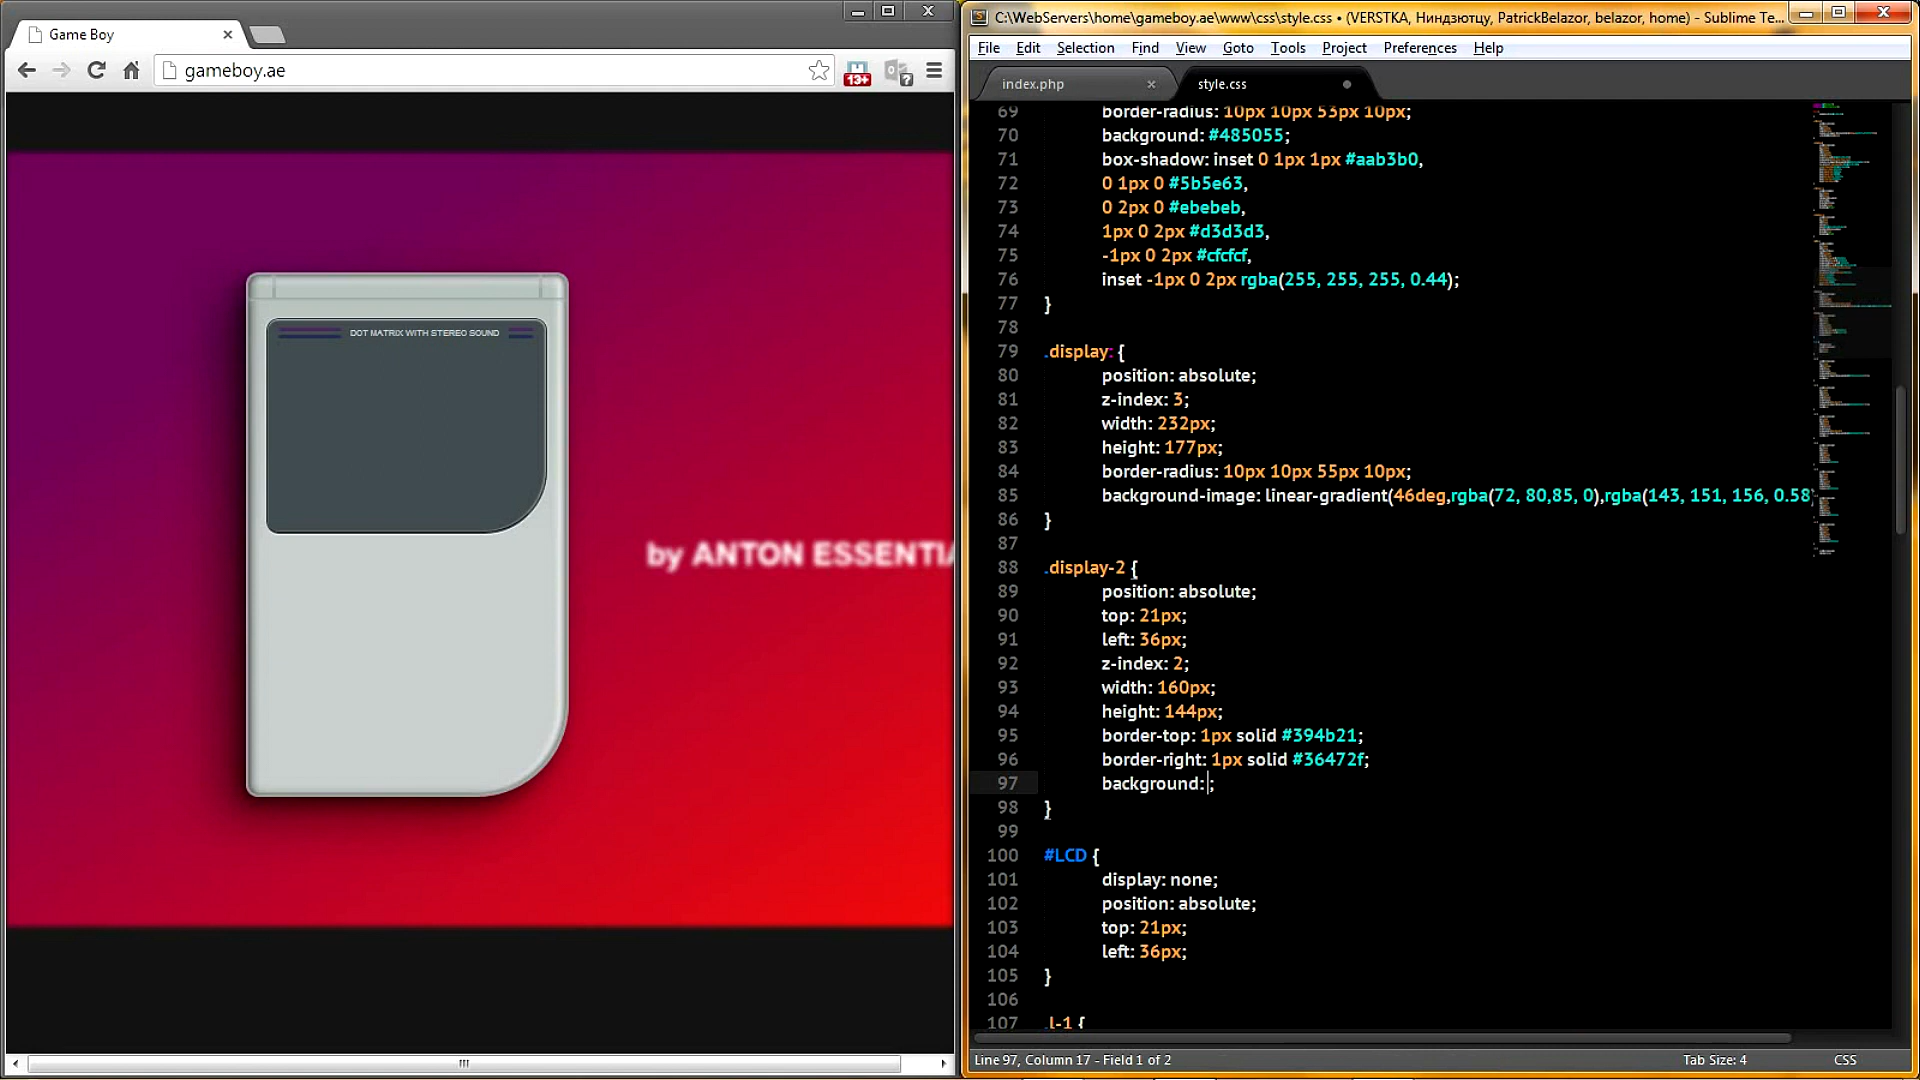 Game Boy
gameboy.ae
13+
DOT MATRIX WITH STEREO SOUND
by ANTON ESSENTIA
C:\WebServers\home\gameboy.ae\www\css\style.css • (VERSTKA, Ниндзютцу, PatrickBelazor, belazor, home) - Sublime Te...
File Edit Selection Find View Goto Tools Project Preferences Help
index.php style.css
69 border-radius: 10px 10px 53px 10px;
70 background: #485055;
71 box-shadow: inset 0 1px 1px #aab3b0,
72 0 1px 0 #5b5e63,
73 0 2px 0 #ebebeb,
74 1px 0 2px #d3d3d3,
75 -1px 0 2px #cfcfcf,
76 inset -1px 0 2px rgba(255, 255, 255, 0.44);
77 }
78
79 .display: {
80 position: absolute;
81 z-index: 3;
82 width: 232px;
83 height: 177px;
84 border-radius: 10px 10px 55px 10px;
85 background-image: linear-gradient(46deg,rgba(72, 80,85, 0),rgba(143, 151, 156, 0.58)
86 }
87
88 .display-2 {
89 position: absolute;
90 top: 21px;
91 left: 36px;
92 z-index: 2;
93 width: 160px;
94 height: 144px;
95 border-top: 1px solid #394b21;
96 border-right: 1px solid #36472f;
97 background: ;
98 }
99
100 #LCD {
101 display: none;
102 position: absolute;
103 top: 21px;
104 left: 36px;
105 }
106
107 .l-1 {
Line 97, Column 17 - Field 1 of 2
Tab Size: 4
CSS